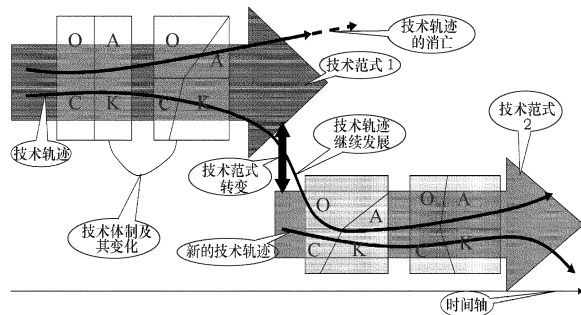 O A O A
C K C K
技术轨迹
的消亡
技术范式 1
技术轨迹
技术轨迹
继续发展
技术范式
2
技术范式
转变
技术体制及
其变化
新的技术轨迹
O A O A
C K C K
时间轴